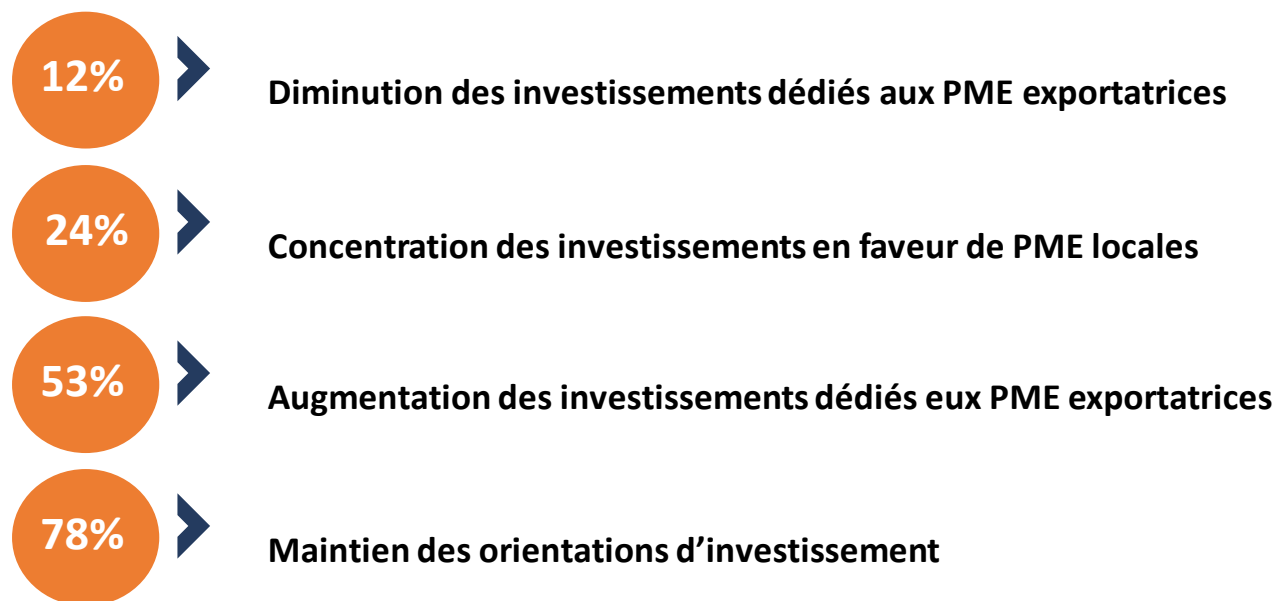 12%
Diminution des investissements dédiés aux PME exportatrices
24%
Concentration des investissements en faveur de PME locales
53%
Augmentation des investissements dédiés eux PME exportatrices
78%
Maintien des orientations d’investissement